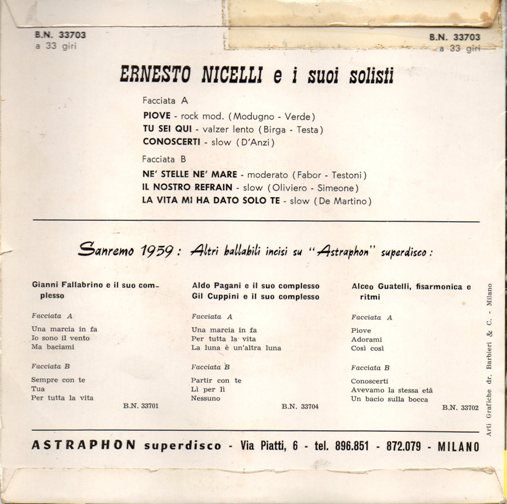 B.N. 33703
a 33 giri
B.N. 33703
a 33 giri
ERNESTO NICELLI e i suoi solisti
Facciata A
PIOVE - rock mod. (Modugno - Verde)
TU SEI QUI - valzer lento (Birga - Testa)
CONOSCERTI - slow (D'Anzi)
Facciata B
NE' STELLE NE' MARE - moderato (Fabor - Testoni)
IL NOSTRO REFRAIN - slow (Oliviero - Simeone)
LA VITA MI HA DATO SOLO TE - slow (De Martino)
Sanremo 1959 : Altri ballabili incisi su "Astraphon" superdisco :
Gianni Fallabrino e il suo com-
plesso
Facciata A
Una marcia in fa
Io sono il vento
Ma baciami
Facciata B
Sempre con te
Tua
Per tutta la vita
B.N. 33701
Aldo Pagani e il suo complesso
Gil Cuppini e il suo complesso
Facciata A
Una marcia in fa
Per tutta la vita
La luna è un'altra luna
Facciata B
Partir con te
Lì per lì
Nessuno
B.N. 33704
Alceo Guatelli, fisarmonica e
ritmi
Facciata A
Piove
Adorami
Così così
Facciata B
Conoscerti
Avevamo la stessa età
Un bacio sulla bocca
B.N. 33702
Arti Grafiche dr. Barbieri & C. - Milano
ASTRAPHON superdisco - Via Piatti, 6 - tel. 896.851 - 872.079 - MILANO